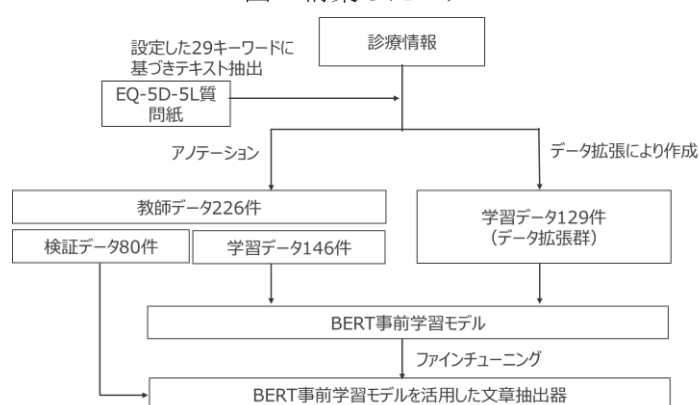 診療情報
設定した29キーワードに
基づきテキスト抽出
EQ-5D-5L質
問紙
アノテーション
データ拡張により作成
教師データ226件
学習データ129件
（データ拡張群）
検証データ80件
学習データ146件
BERT事前学習モデル
ファインチューニング
BERT事前学習モデルを活用した文章抽出器